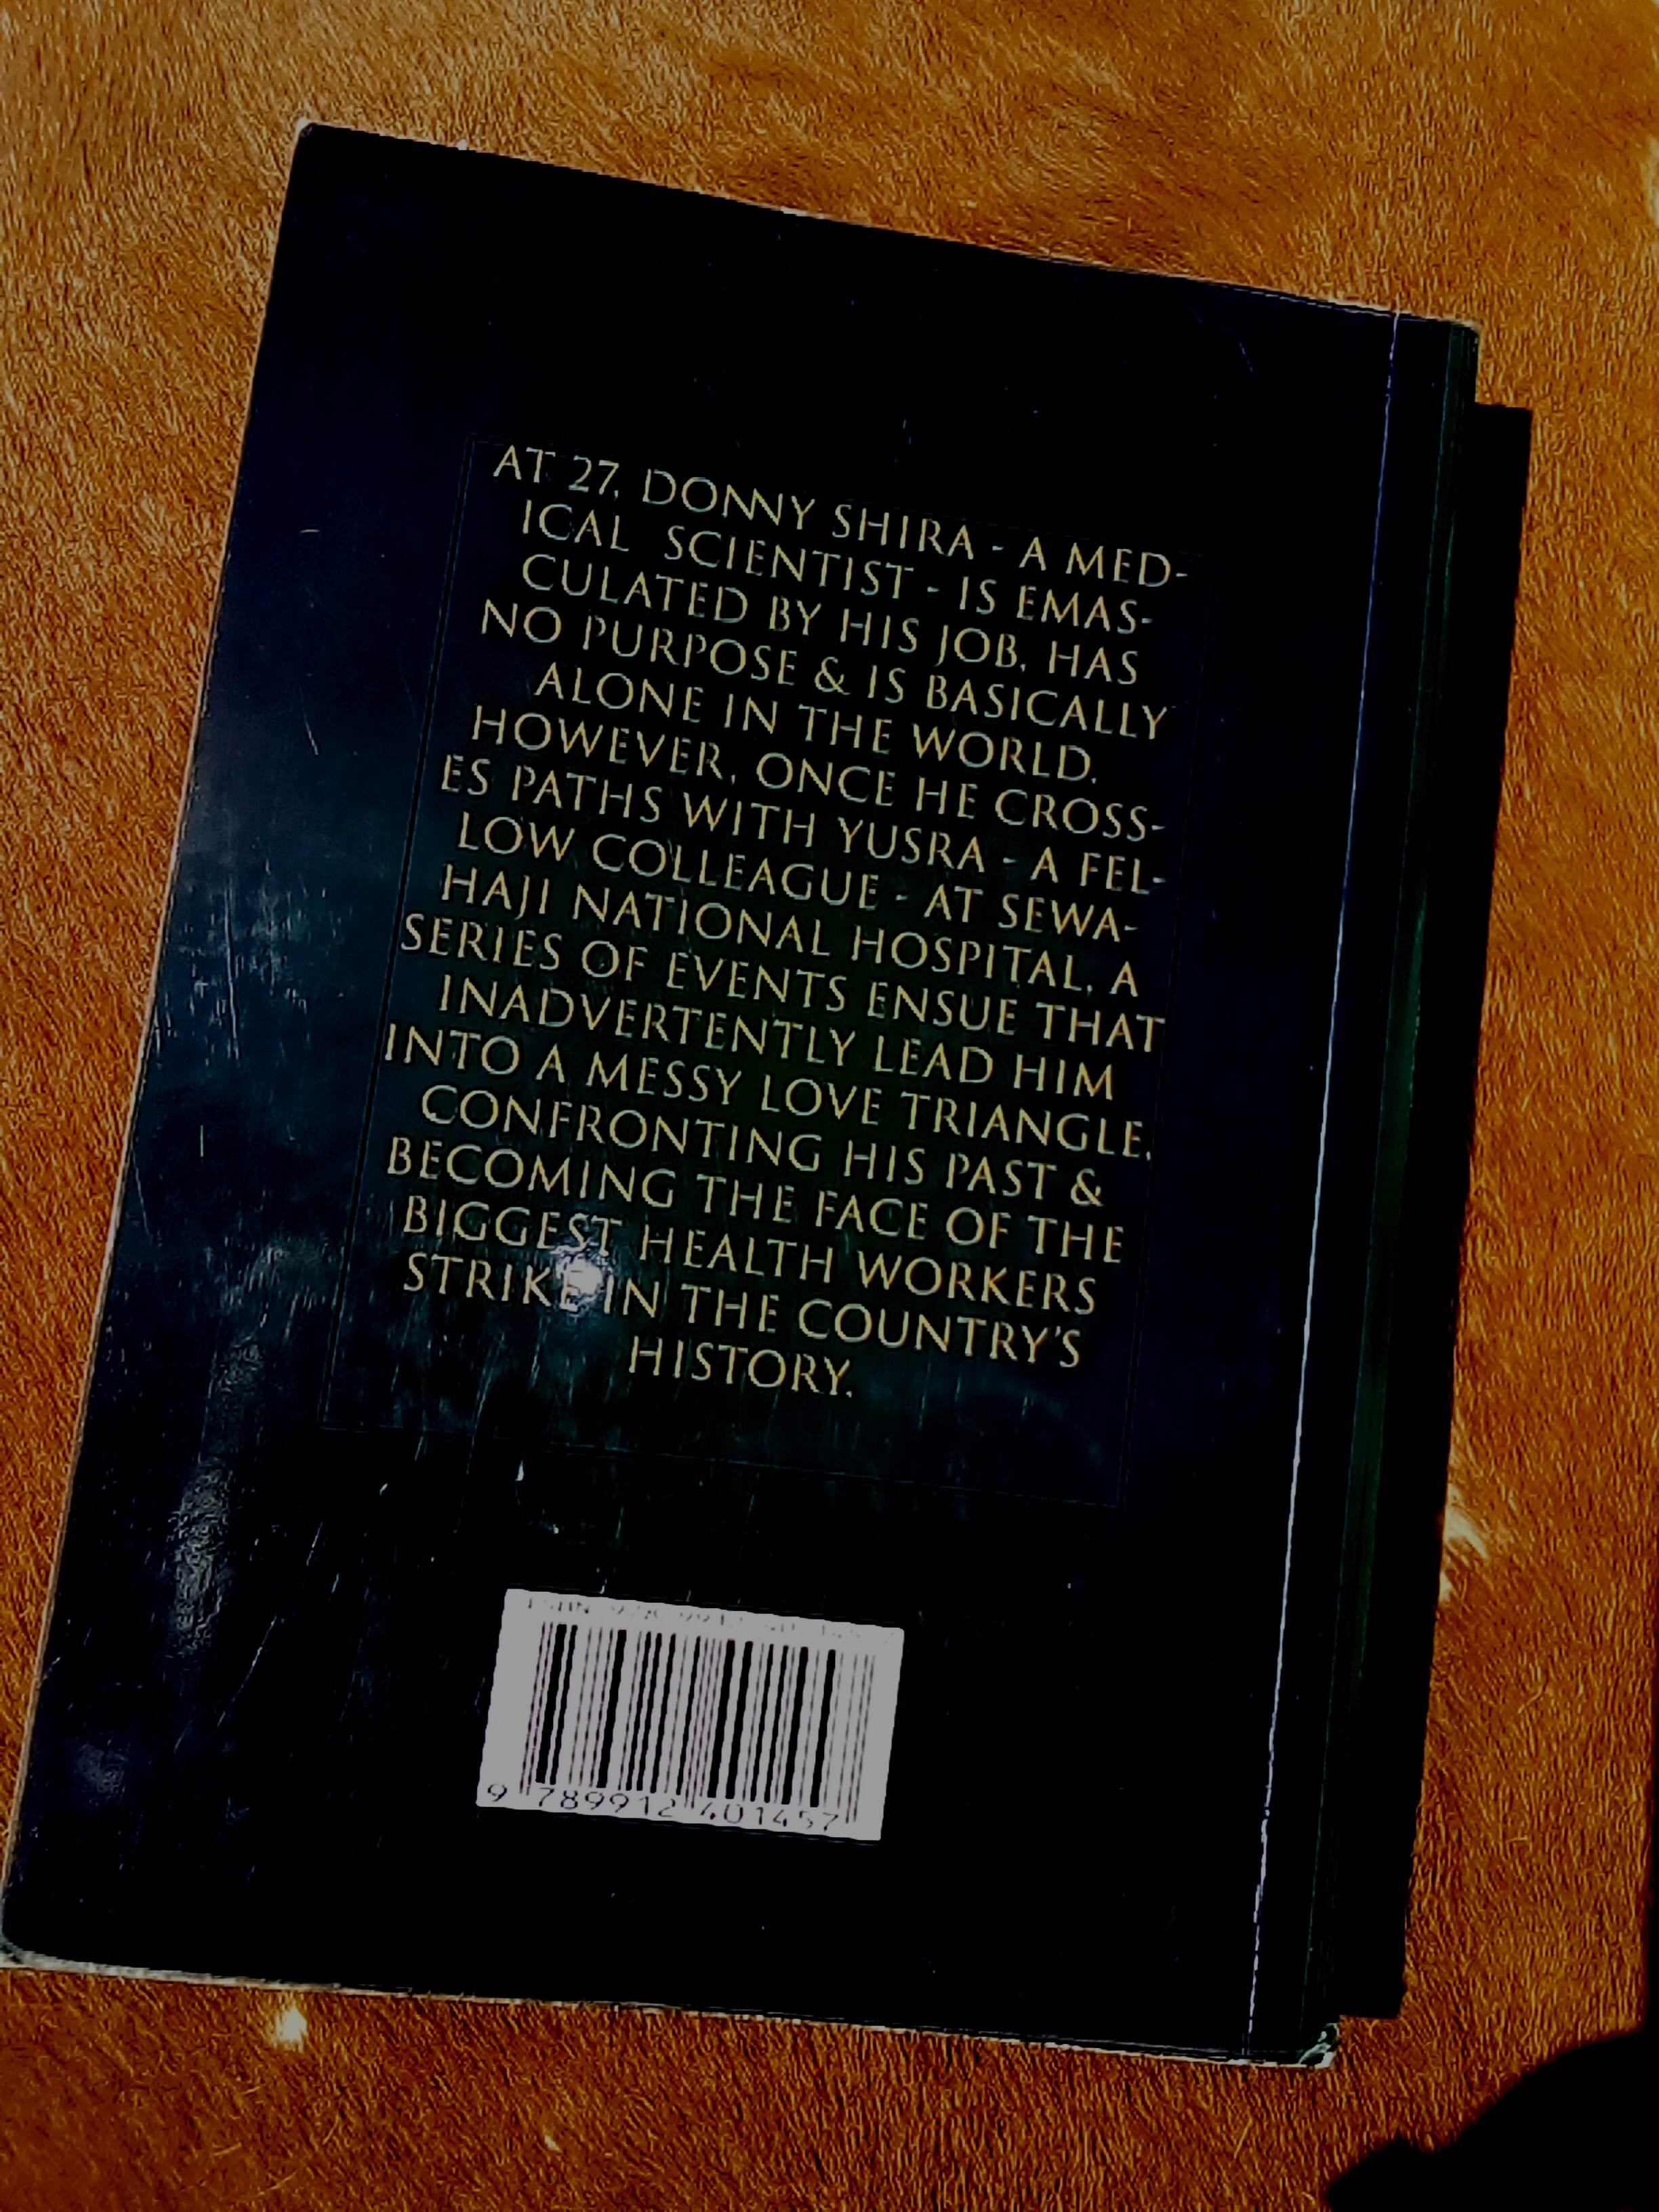 AT 27, DONNY SHIRA - A MED-
ICAL SCIENTIST - IS EMAS-
CULATED BY HIS JOB, HAS
NO PURPOSE & IS BASICALLY
ALONE IN THE WORLD.
HOWEVER, ONCE HE CROSS-
ES PATHS WITH YUSRA - A FEL-
LOW COLLEAGUE - AT SEWA-
HAJI NATIONAL HOSPITAL, A
SERIES OF EVENTS ENSUE THAT
INADVERTENTLY LEAD HIM
INTO A MESSY LOVE TRIANGLE,
CONFRONTING HIS PAST &
BECOMING THE FACE OF THE
BIGGEST HEALTH WORKERS
STRIKE IN THE COUNTRY'S
HISTORY.
ISBN
9 789912 401457